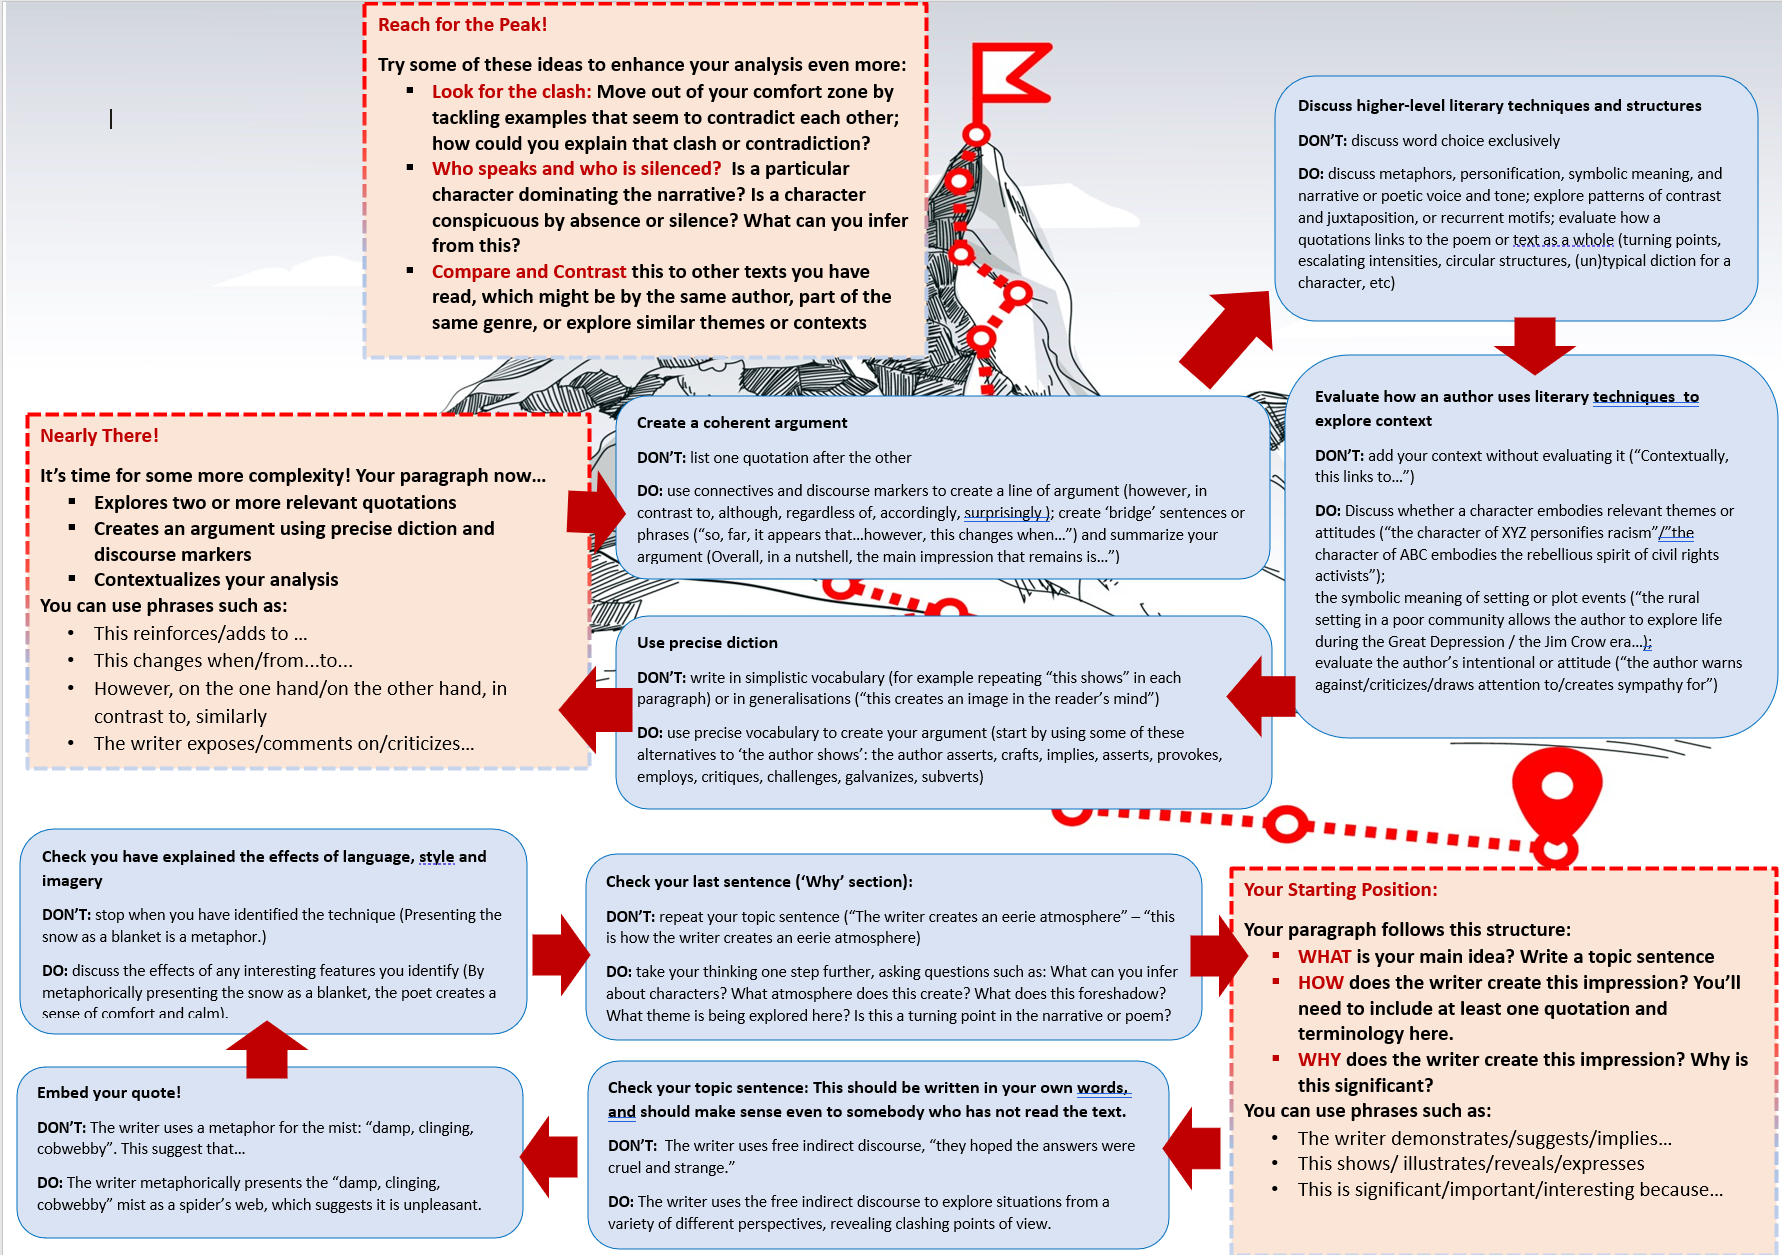 Reach for the Peak!
Try some of these ideas to enhance your analysis even more:
▪ Look for the clash: Move out of your comfort zone by
tackling examples that seem to contradict each other;
how could you explain that clash or contradiction?
▪ Who speaks and who is silenced? Is a particular
character dominating the narrative? Is a character
conspicuous by absence or silence? What can you infer
from this?
▪ Compare and Contrast this to other texts you have
read, which might be by the same author, part of the
same genre, or explore similar themes or contexts
Discuss higher-level literary techniques and structures
DON'T: discuss word choice exclusively
DO: discuss metaphors, personification, symbolic meaning, and
narrative or poetic voice and tone; explore patterns of contrast
and juxtaposition, or recurrent motifs; evaluate how a
quotations links to the poem or text as a whole (turning points,
escalating intensities, circular structures, (un)typical diction for a
character, etc)
Nearly There!
It's time for some more complexity! Your paragraph now...
▪ Explores two or more relevant quotations
▪ Creates an argument using precise diction and
discourse markers
▪ Contextualizes your analysis
You can use phrases such as:
• This reinforces/adds to ...
• This changes when/from...to...
• However, on the one hand/on the other hand, in
contrast to, similarly
• The writer exposes/comments on/criticizes...
Create a coherent argument
DON'T: list one quotation after the other
DO: use connectives and discourse markers to create a line of argument (however, in
contrast to, although, regardless of, accordingly, surprisingly ); create 'bridge' sentences or
phrases ("so, far, it appears that...however, this changes when...") and summarize your
argument (Overall, in a nutshell, the main impression that remains is...")
Evaluate how an author uses literary techniques  to
explore context
DON'T: add your context without evaluating it ("Contextually,
this links to...")
DO: Discuss whether a character embodies relevant themes or
attitudes ("the character of XYZ personifies racism"/"the
character of ABC embodies the rebellious spirit of civil rights
activists");
the symbolic meaning of setting or plot events ("the rural
setting in a poor community allows the author to explore life
during the Great Depression / the Jim Crow era...);
evaluate the author's intentional or attitude ("the author warns
against/criticizes/draws attention to/creates sympathy for")
Use precise diction
DON'T: write in simplistic vocabulary (for example repeating "this shows" in each
paragraph) or in generalisations ("this creates an image in the reader's mind")
DO: use precise vocabulary to create your argument (start by using some of these
alternatives to 'the author shows': the author asserts, crafts, implies, asserts, provokes,
employs, critiques, challenges, galvanizes, subverts)
Check you have explained the effects of language, style and
imagery
DON'T: stop when you have identified the technique (Presenting the
snow as a blanket is a metaphor.)
DO: discuss the effects of any interesting features you identify (By
metaphorically presenting the snow as a blanket, the poet creates a
sense of comfort and calm).
Check your last sentence ('Why' section):
DON'T: repeat your topic sentence ("The writer creates an eerie atmosphere" – "this
is how the writer creates an eerie atmosphere)
DO: take your thinking one step further, asking questions such as: What can you infer
about characters? What atmosphere does this create? What does this foreshadow?
What theme is being explored here? Is this a turning point in the narrative or poem?
Your Starting Position:
Your paragraph follows this structure:
▪ WHAT is your main idea? Write a topic sentence
▪ HOW does the writer create this impression? You'll
need to include at least one quotation and
terminology here.
▪ WHY does the writer create this impression? Why is
this significant?
You can use phrases such as:
• The writer demonstrates/suggests/implies...
• This shows/ illustrates/reveals/expresses
• This is significant/important/interesting because...
Embed your quote!
DON'T: The writer uses a metaphor for the mist: "damp, clinging,
cobwebby". This suggest that...
DO: The writer metaphorically presents the "damp, clinging,
cobwebby" mist as a spider's web, which suggests it is unpleasant.
Check your topic sentence: This should be written in your own words,
and should make sense even to somebody who has not read the text.
DON'T:  The writer uses free indirect discourse, "they hoped the answers were
cruel and strange."
DO: The writer uses the free indirect discourse to explore situations from a
variety of different perspectives, revealing clashing points of view.